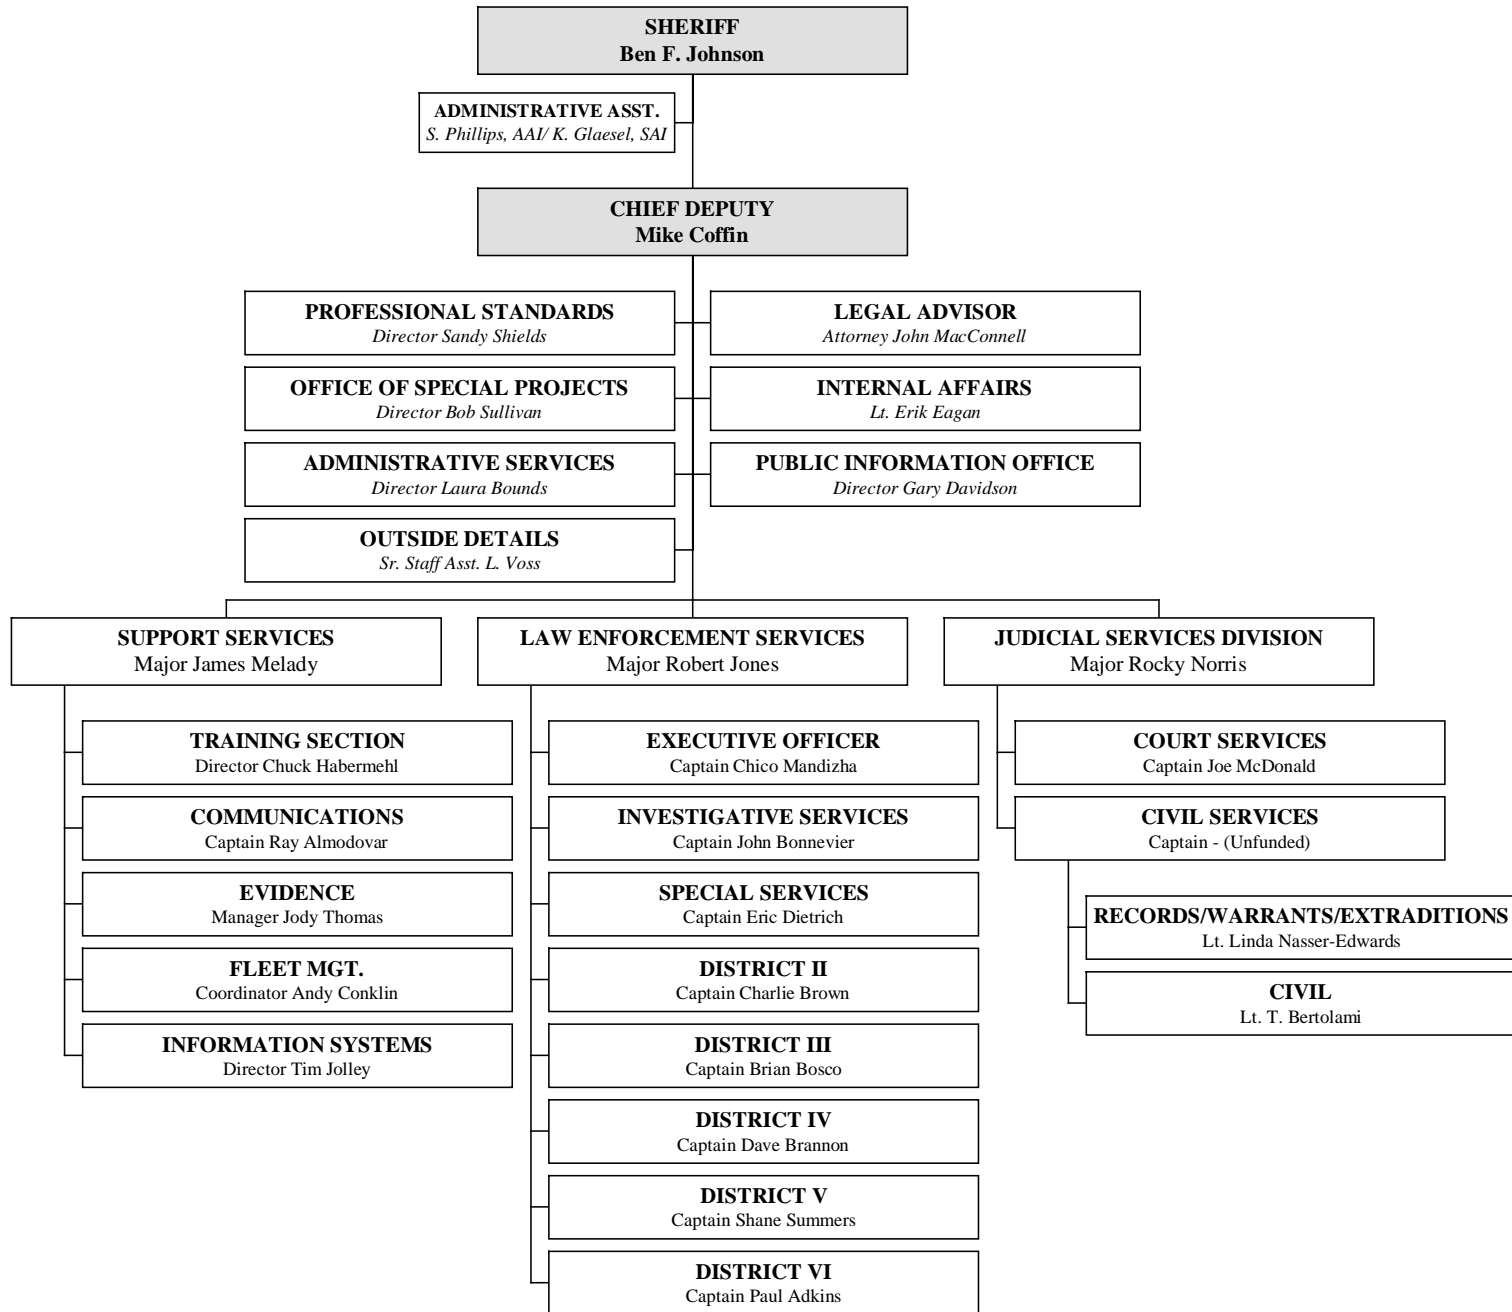 SHERIFF
Ben F. Johnson
ADMINISTRATIVE ASST.
S. Phillips, AAI/ K. Glaesel, SAI
CHIEF DEPUTY
Mike Coffin
PROFESSIONAL STANDARDS
Director Sandy Shields
LEGAL ADVISOR
Attorney John MacConnell
OFFICE OF SPECIAL PROJECTS
Director Bob Sullivan
INTERNAL AFFAIRS
Lt. Erik Eagan
ADMINISTRATIVE SERVICES
Director Laura Bounds
PUBLIC INFORMATION OFFICE
Director Gary Davidson
OUTSIDE DETAILS
Sr. Staff Asst. L. Voss
SUPPORT SERVICES
Major James Melady
TRAINING SECTION
Director Chuck Habermehl
COMMUNICATIONS
Captain Ray Almodovar
EVIDENCE
Manager Jody Thomas
FLEET MGT.
Coordinator Andy Conklin
INFORMATION SYSTEMS
Director Tim Jolley
LAW ENFORCEMENT SERVICES
Major Robert Jones
EXECUTIVE OFFICER
Captain Chico Mandizha
INVESTIGATIVE SERVICES
Captain John Bonnevier
SPECIAL SERVICES
Captain Eric Dietrich
DISTRICT II
Captain Charlie Brown
DISTRICT III
Captain Brian Bosco
DISTRICT IV
Captain Dave Brannon
DISTRICT V
Captain Shane Summers
DISTRICT VI
Captain Paul Adkins
JUDICIAL SERVICES DIVISION
Major Rocky Norris
COURT SERVICES
Captain Joe McDonald
CIVIL SERVICES
Captain - (Unfunded)
RECORDS/WARRANTS/EXTRADITIONS
Lt. Linda Nasser-Edwards
CIVIL
Lt. T. Bertolami